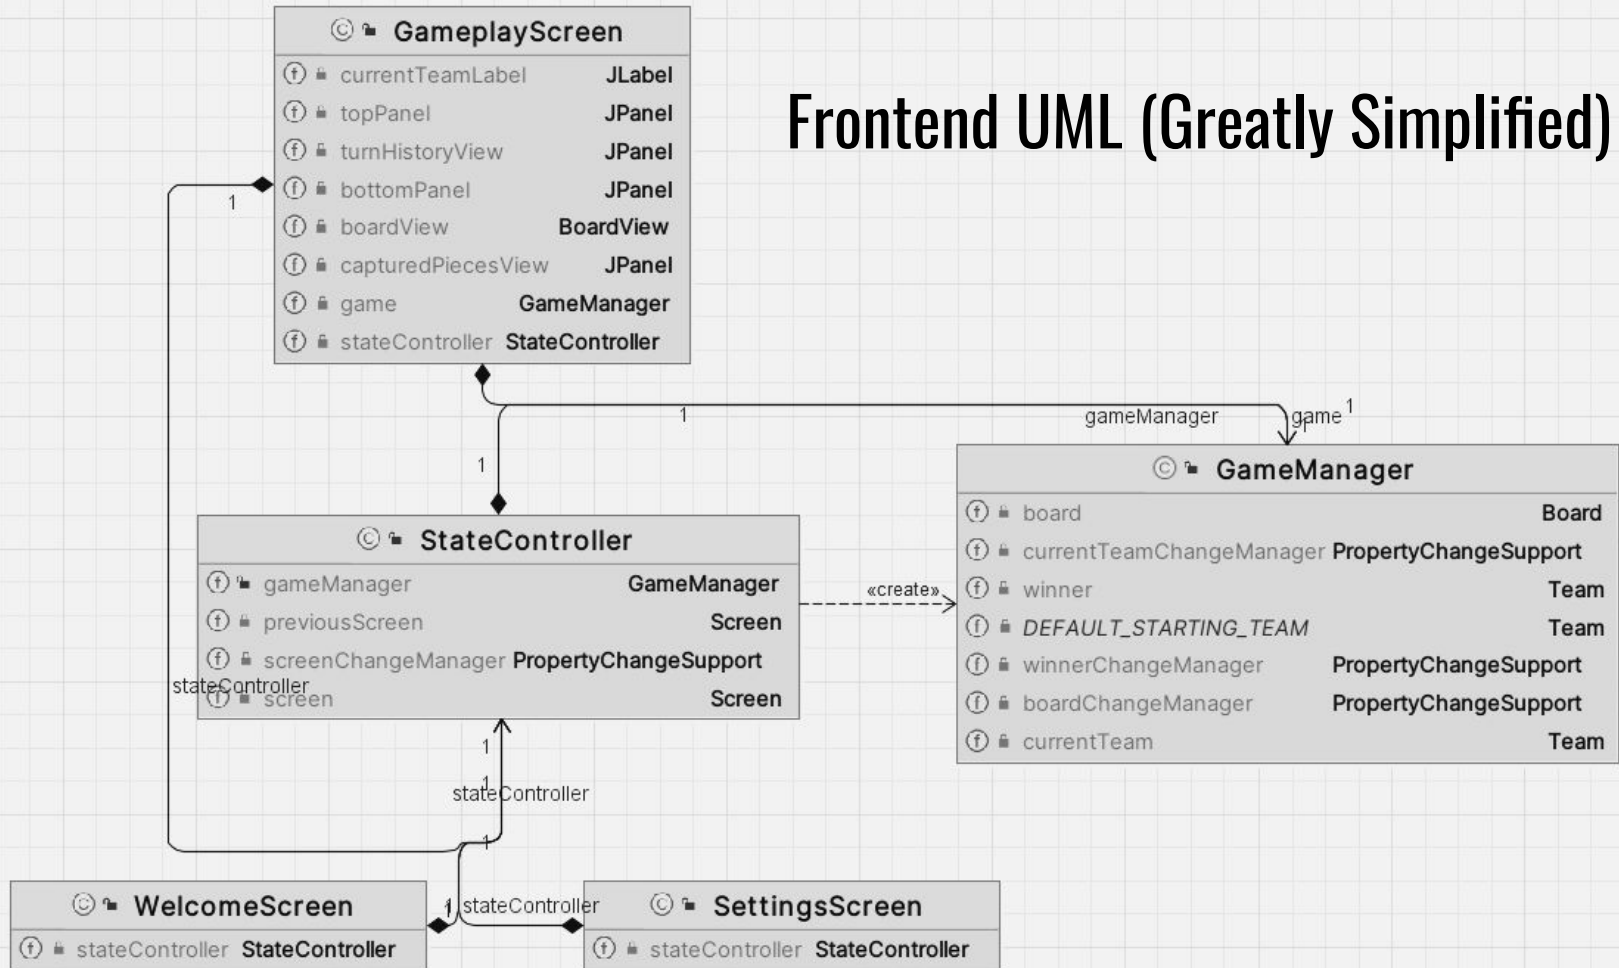 GameplayScreen
currentTeamLabel JLabel
topPanel JPanel
turnHistoryView JPanel
bottomPanel JPanel
boardView BoardView
capturedPiecesView JPanel
game GameManager
stateController StateController
Frontend UML (Greatly Simplified)
1
1
gameManager
game
1
1
1
GameManager
board Board
currentTeamChangeManager PropertyChangeSupport
winner Team
DEFAULT_STARTING_TEAM Team
winnerChangeManager PropertyChangeSupport
boardChangeManager PropertyChangeSupport
currentTeam Team
StateController
gameManager GameManager
previousScreen Screen
screenChangeManager PropertyChangeSupport
screen Screen
«create»
stateController
1
1
stateController
1
WelcomeScreen
stateController StateController
1
stateController
SettingsScreen
stateController StateController